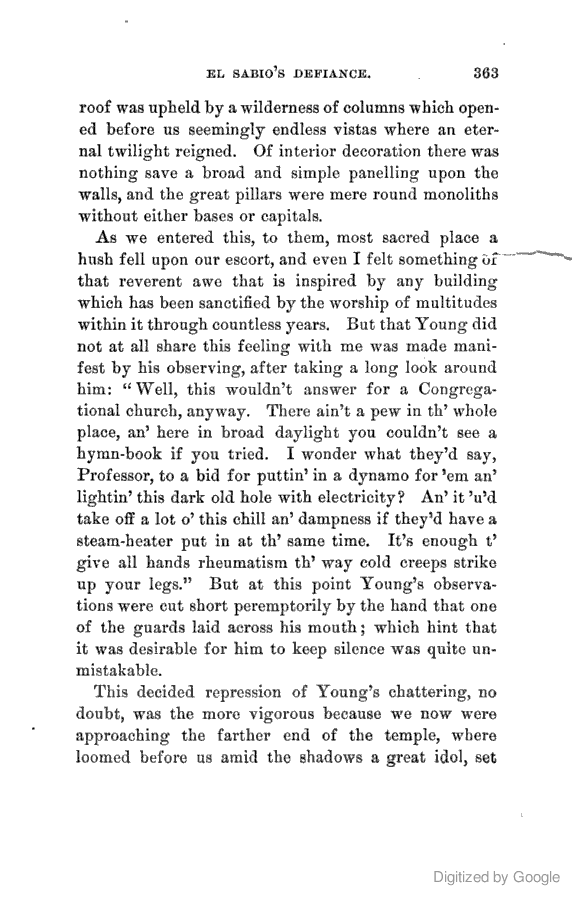 EL SABIO'S DEFIANCE. 363
roof was upheld by a wilderness of columns which open-
ed before us seemingly endless vistas where an eter-
nal twilight reigned. Of interior decoration there was
nothing save a broad and simple panelling upon the
walls, and the great pillars were mere round monoliths
without either bases or capitals.
As we entered this, to them, most sacred place a
hush fell upon our escort, and even I felt something of
that reverent awe that is inspired by any building
which has been sanctified by the worship of multitudes
within it through countless years. But that Young did
not at all share this feeling with me was made mani-
fest by his observing, after taking a long look around
him: “Well, this wouldn't answer for a Congrega-
tional church, anyway. There ain't a pew in th' whole
place, an' here in broad daylight you couldn't see a
hymn-book if you tried. I wonder what they'd say,
Professor, to a bid for puttin' in a dynamo for 'em an'
lightin' this dark old hole with electricity? An' it 'u'd
take off a lot o' this chill an' dampness if they'd have a
steam-heater put in at th' same time. It's enough t'
give all hands rheumatism th' way cold creeps strike
up your legs.” But at this point Young's observa-
tions were cut short peremptorily by the hand that one
of the guards laid across his mouth; which hint that
it was desirable for him to keep silence was quite un-
mistakable.
This decided repression of Young's chattering, no
doubt, was the more vigorous because we now were
approaching the farther end of the temple, where
loomed before us amid the shadows a great idol, set
Digitized by Google